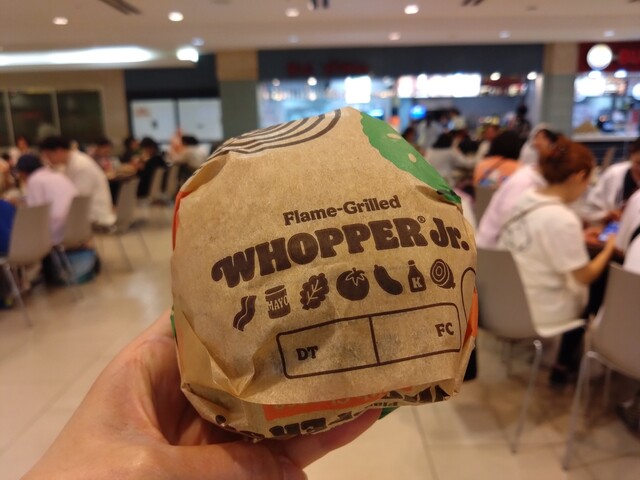 Flame-Grilled
WHOPPER® Jr.
MAYO
K
DT FC